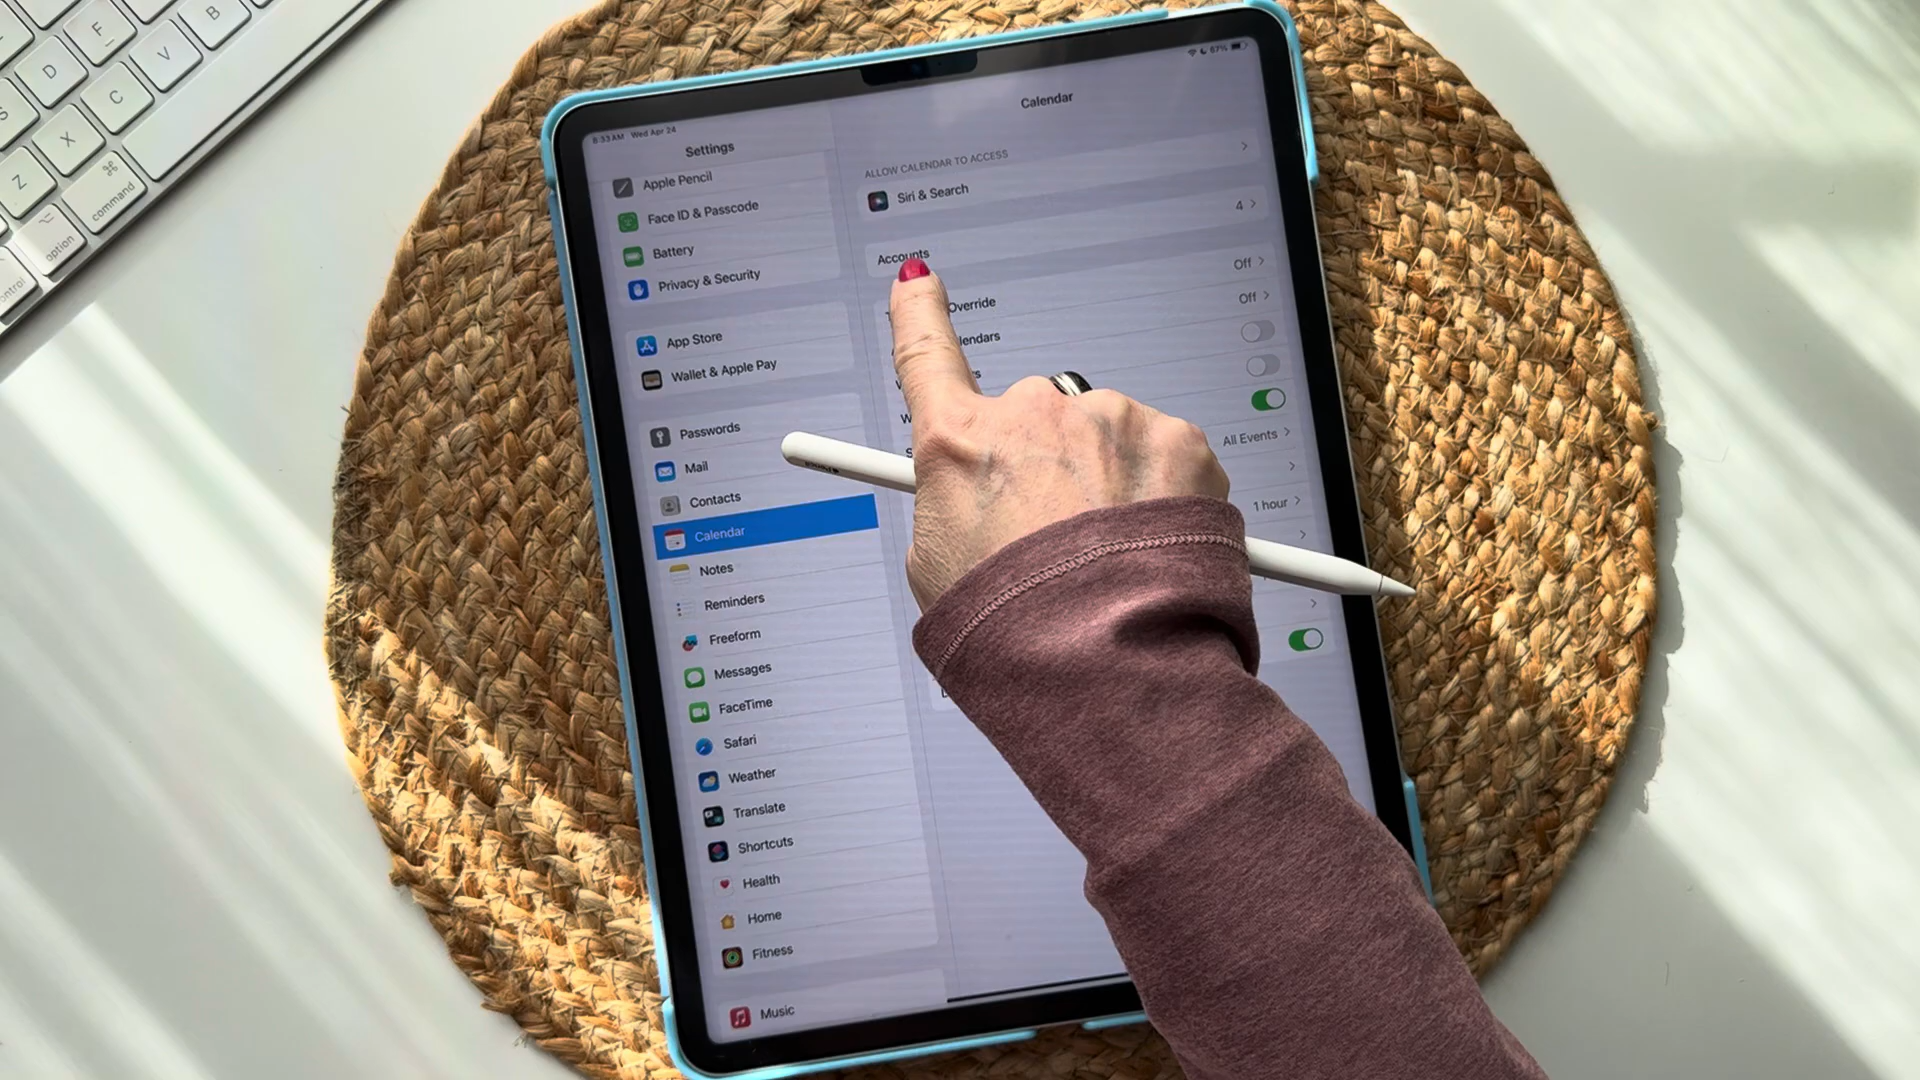 F
B
D
V
S
C
X
Z
⌘
command
⌥
option
8:33 AM Wed Apr 24
67%
Settings
Apple Pencil
Face ID & Passcode
Battery
Privacy & Security
App Store
Wallet & Apple Pay
Passwords
Mail
Contacts
Calendar
Notes
Reminders
Freeform
Messages
FaceTime
Safari
Weather
Translate
Shortcuts
Health
Home
Fitness
Music
Calendar
ALLOW CALENDAR TO ACCESS
Siri & Search
Accounts 4
Override Off
Off
All Events
1 hour